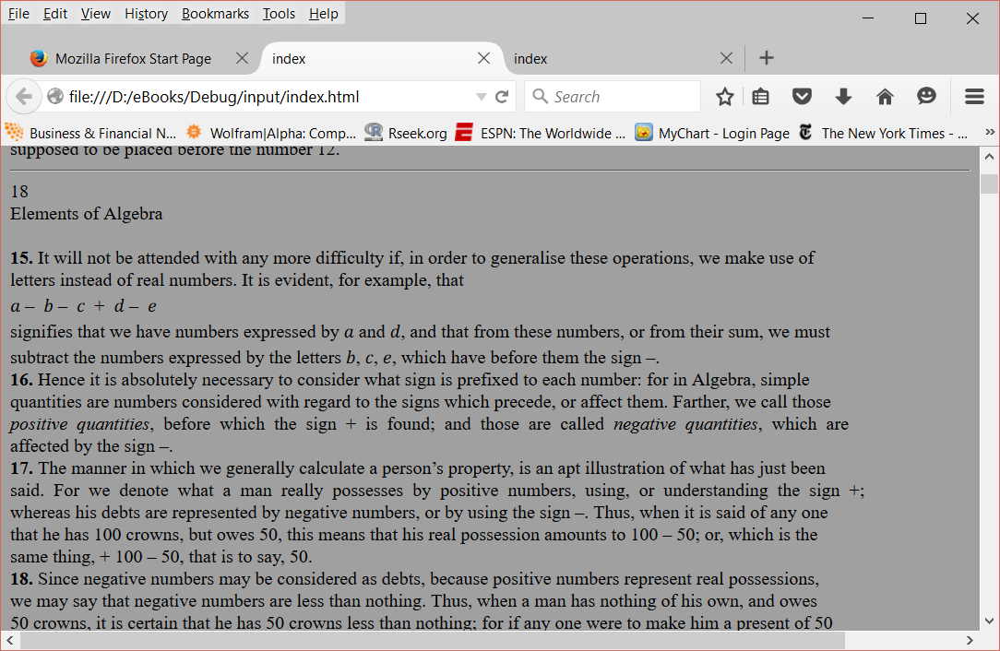 File Edit View History Bookmarks Tools Help
Mozilla Firefox Start Page index index
file:///D:/eBooks/Debug/input/index.html Search
Business & Financial N... Wolfram|Alpha: Comp... Rseek.org ESPN: The Worldwide ... MyChart - Login Page The New York Times - ...
supposed to be placed before the number 12.
18
Elements of Algebra
15. It will not be attended with any more difficulty if, in order to generalise these operations, we make use of
letters instead of real numbers. It is evident, for example, that
a – b – c + d – e
signifies that we have numbers expressed by a and d, and that from these numbers, or from their sum, we must
subtract the numbers expressed by the letters b, c, e, which have before them the sign –.
16. Hence it is absolutely necessary to consider what sign is prefixed to each number: for in Algebra, simple
quantities are numbers considered with regard to the signs which precede, or affect them. Farther, we call those
positive quantities, before which the sign + is found; and those are called negative quantities, which are
affected by the sign –.
17. The manner in which we generally calculate a person’s property, is an apt illustration of what has just been
said. For we denote what a man really possesses by positive numbers, using, or understanding the sign +;
whereas his debts are represented by negative numbers, or by using the sign –. Thus, when it is said of any one
that he has 100 crowns, but owes 50, this means that his real possession amounts to 100 – 50; or, which is the
same thing, + 100 – 50, that is to say, 50.
18. Since negative numbers may be considered as debts, because positive numbers represent real possessions,
we may say that negative numbers are less than nothing. Thus, when a man has nothing of his own, and owes
50 crowns, it is certain that he has 50 crowns less than nothing; for if any one were to make him a present of 50